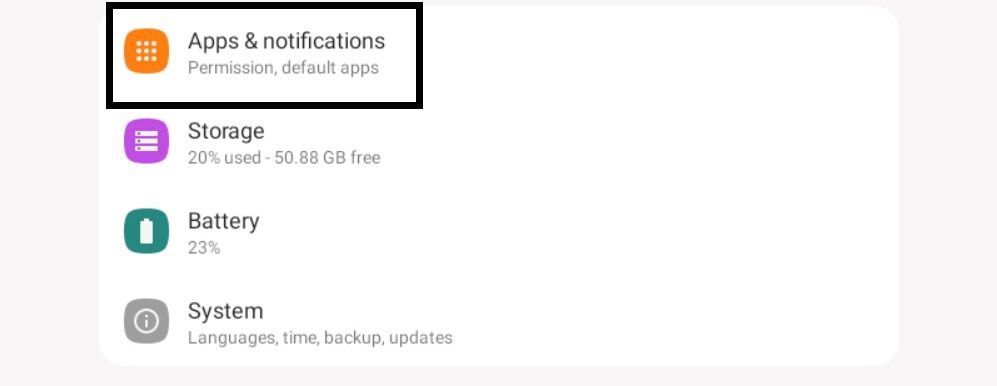 Apps & notifications
Permission, default apps
Storage
20% used - 50.88 GB free
Battery
23%
System
Languages, time, backup, updates